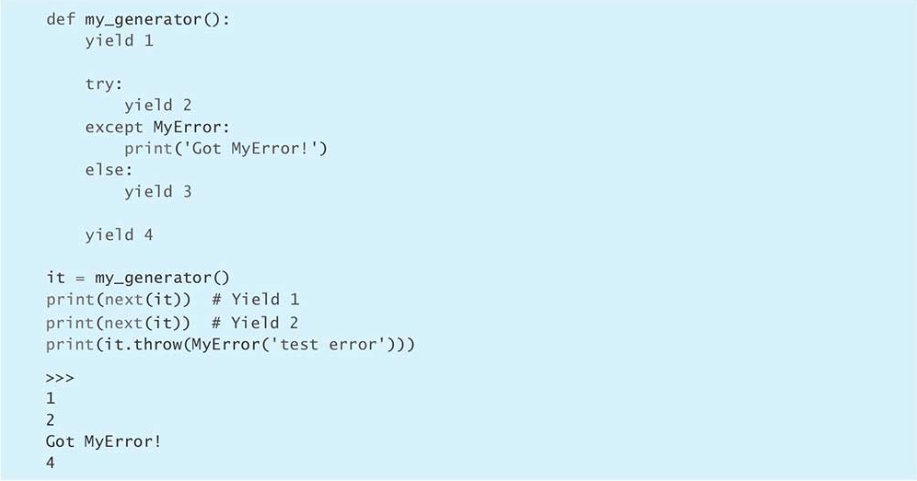 def my_generator():
    yield 1

    try:
        yield 2
    except MyError:
        print('Got MyError!')
    else:
        yield 3

    yield 4

it = my_generator()
print(next(it))  # Yield 1
print(next(it))  # Yield 2
print(it.throw(MyError('test error')))

>>>
1
2
Got MyError!
4